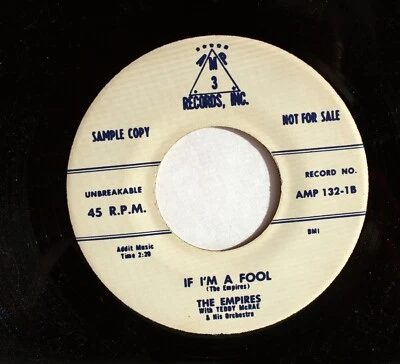 AMP
3
RECORDS, INC.
SAMPLE COPY
NOT FOR SALE
UNBREAKABLE
45 R.P.M.
RECORD NO.
AMP 132-1B
Addit Music
Time 2:20
BMI
IF I'M A FOOL
(The Empires)
THE EMPIRES
With TEDDY McRAE
& His Orchestra